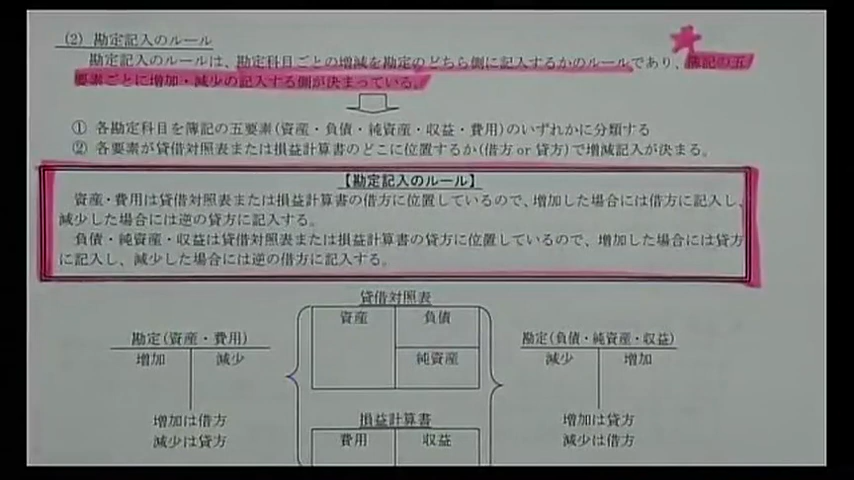 (2) 勘定記入のルール
勘定記入のルールは、勘定科目ごとの増減を勘定のどちら側に記入するかのルールであり、簿記の五
要素ごとに増加・減少の記入する側が決まっている。
① 各勘定科目を簿記の五要素(資産・負債・純資産・収益・費用)のいずれかに分類する
② 各要素が貸借対照表または損益計算書のどこに位置するか(借方 or 貸方)で増減記入が決まる。
【勘定記入のルール】
資産・費用は貸借対照表または損益計算書の借方に位置しているので、増加した場合には借方に記入し、
減少した場合には逆の貸方に記入する。
負債・純資産・収益は貸借対照表または損益計算書の貸方に位置しているので、増加した場合には貸方
に記入し、減少した場合には逆の借方に記入する。
貸借対照表
資産 負債
純資産
勘定(資産・費用)
増加 減少
増加は借方
減少は貸方
勘定(負債・純資産・収益)
減少 増加
増加は貸方
減少は借方
損益計算書
費用 収益